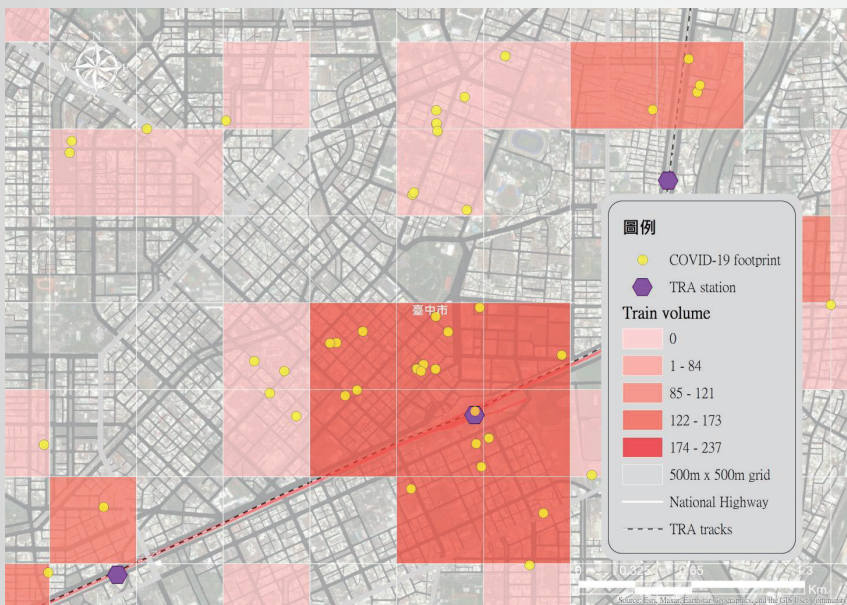 臺中市
圖例
COVID-19 footprint
TRA station
Train volume
0
1 - 84
85 - 121
122 - 173
174 - 237
500m x 500m grid
National Highway
TRA tracks
0 0.325 0.65 1.3
Km
Source: Esri, Maxar, Earthstar Geographics, and the GIS User Community